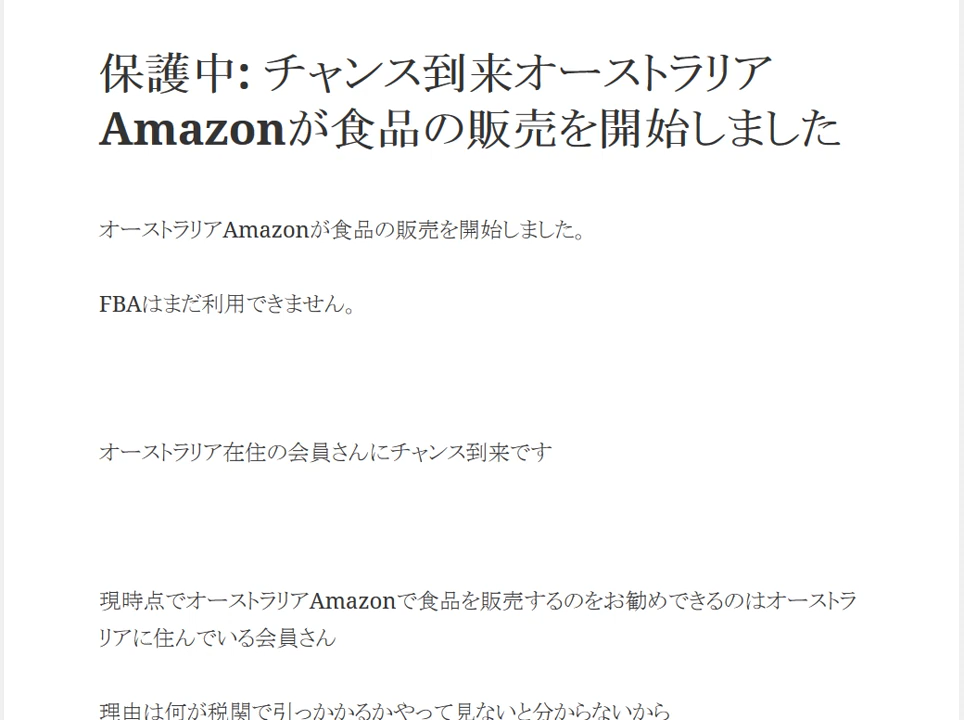 保護中: チャンス到来オーストラリア
Amazonが食品の販売を開始しました
オーストラリアAmazonが食品の販売を開始しました。
FBAはまだ利用できません。
オーストラリア在住の会員さんにチャンス到来です
現時点でオーストラリアAmazonで食品を販売するのをお勧めできるのはオーストラ
リアに住んでいる会員さん
理由は何が税関で引っかかるかやって見ないと分からないから